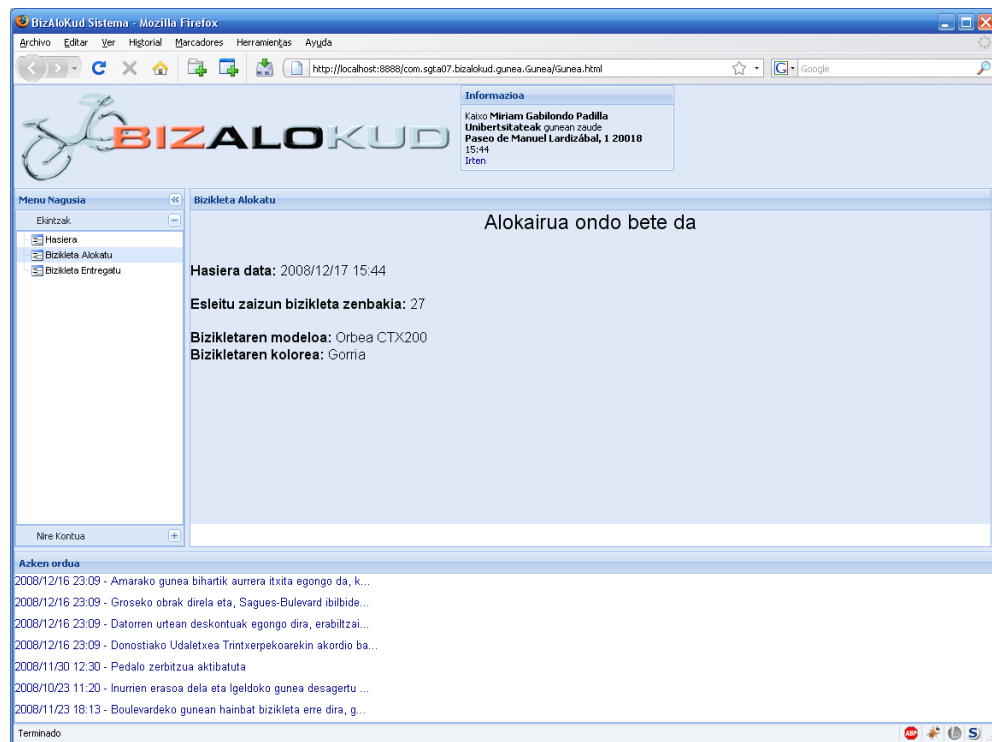 BizAloKud Sistema - Mozilla Firefox
Archivo Editar Ver Historial Marcadores Herramientas Ayuda
http://localhost:8888/com.sgta07.bizalokud.gunea.Gunea/Gunea.html
G Google
BIZALOKUD
Informazioa
Kaixo Miriam Gabilondo Padilla
Unibertsitateak gunean zaude
Paseo de Manuel Lardizábal, 1 20018
15:44
Irten
Menu Nagusia
Ekintzak
Hasiera
Bizikleta Alokatu
Bizikleta Entregatu
Nire Kontua
Bizikleta Alokatu
Alokairua ondo bete da
Hasiera data: 2008/12/17 15:44
Esleitu zaizun bizikleta zenbakia: 27
Bizikletaren modeloa: Orbea CTX200
Bizikletaren kolorea: Gorria
Azken ordua
2008/12/16 23:09 - Amarako gunea bihartik aurrera itxita egongo da, k...
2008/12/16 23:09 - Groseko obrak direla eta, Sagues-Bulevard ibilbide...
2008/12/16 23:09 - Datorren urtean deskontuak egongo dira, erabiltzai...
2008/12/16 23:09 - Donostiako Udaletxea Trintxerpekoarekin akordio ba...
2008/11/30 12:30 - Pedalo zerbitzua aktibatuta
2008/10/23 11:20 - Inurrien erasoa dela eta Igeldoko gunea desagertu ...
2008/11/23 18:13 - Boulevardeko gunean hainbat bizikleta erre dira, g...
Terminado
ABP
S